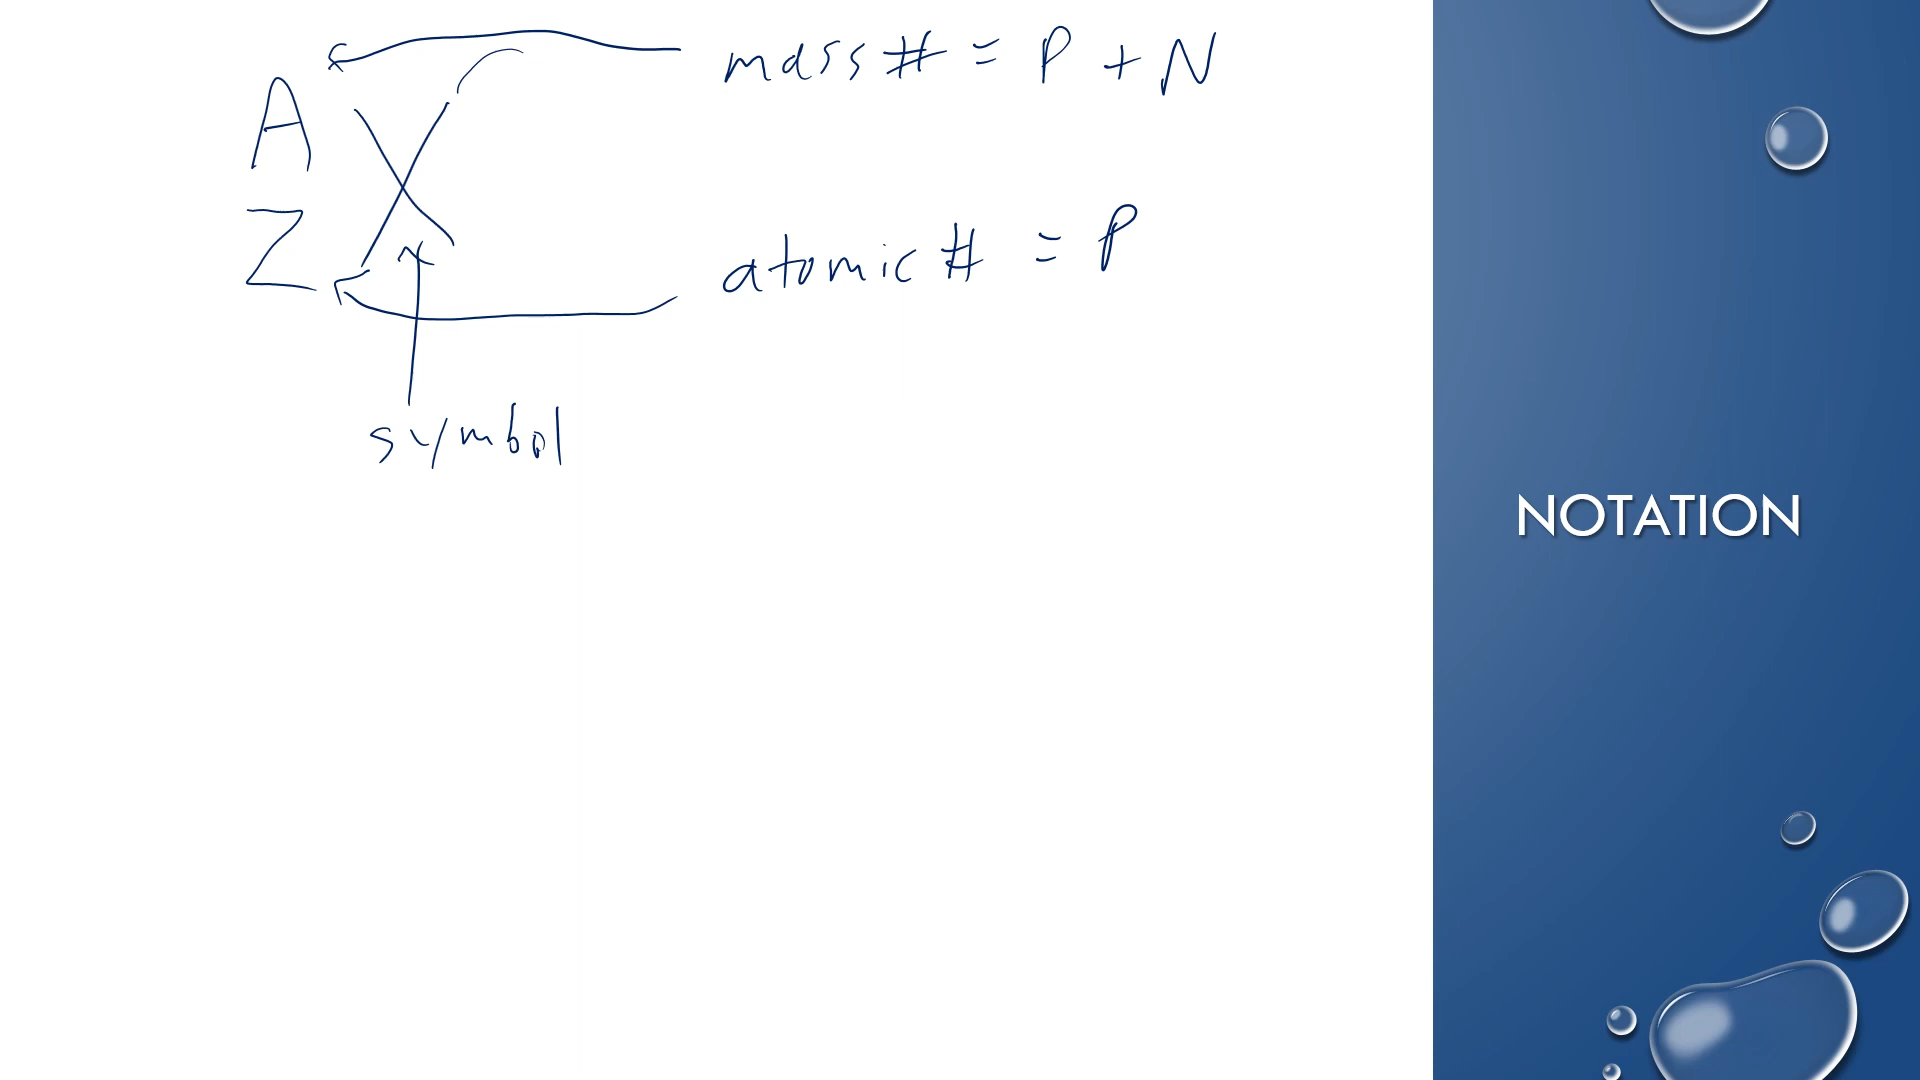 A X mass # = P + N
Z atomic # = P
symbol
NOTATION